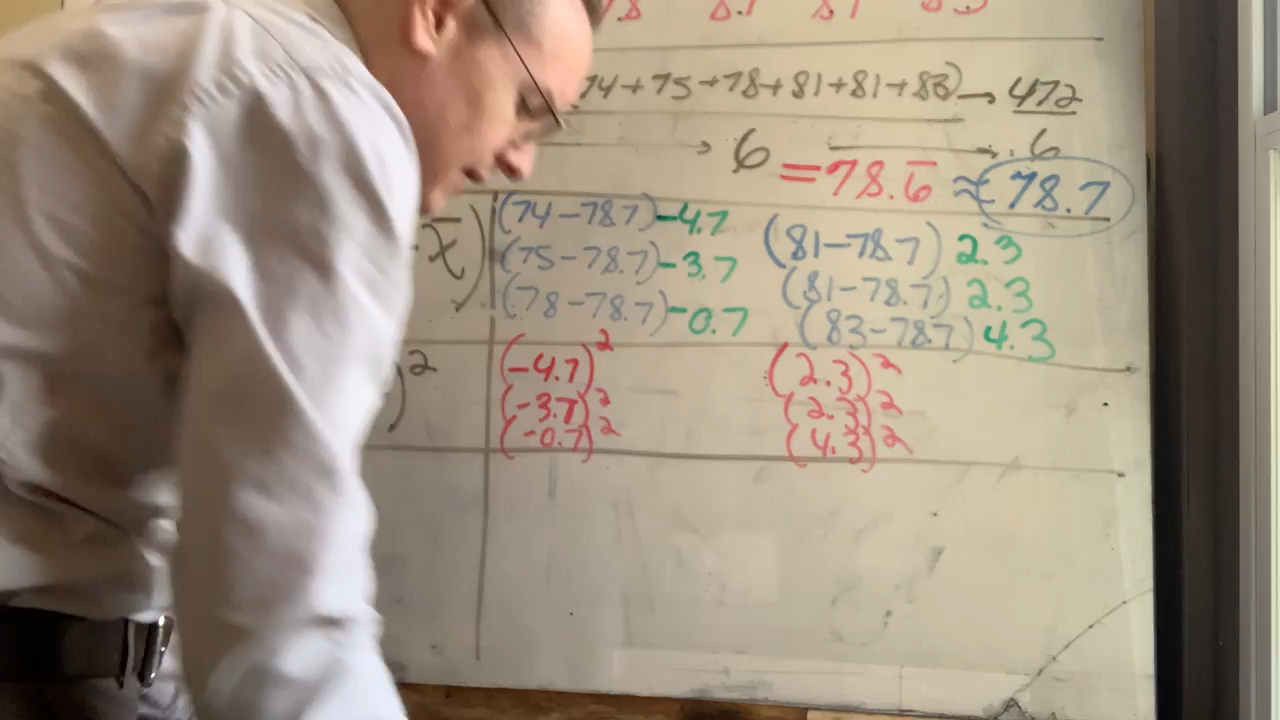 74+75+78+81+81+83) → 472
→ 6 → 6
=78.6̅ ≈ 78.7
x̄) (74-78.7) -4.7 (81-78.7) 2.3
(75-78.7) -3.7 (81-78.7) 2.3
(78-78.7) -0.7 (83-78.7) 4.3
)² (-4.7)² (2.3)²
(-3.7)² (2.3)²
(-0.7)² (4.3)²